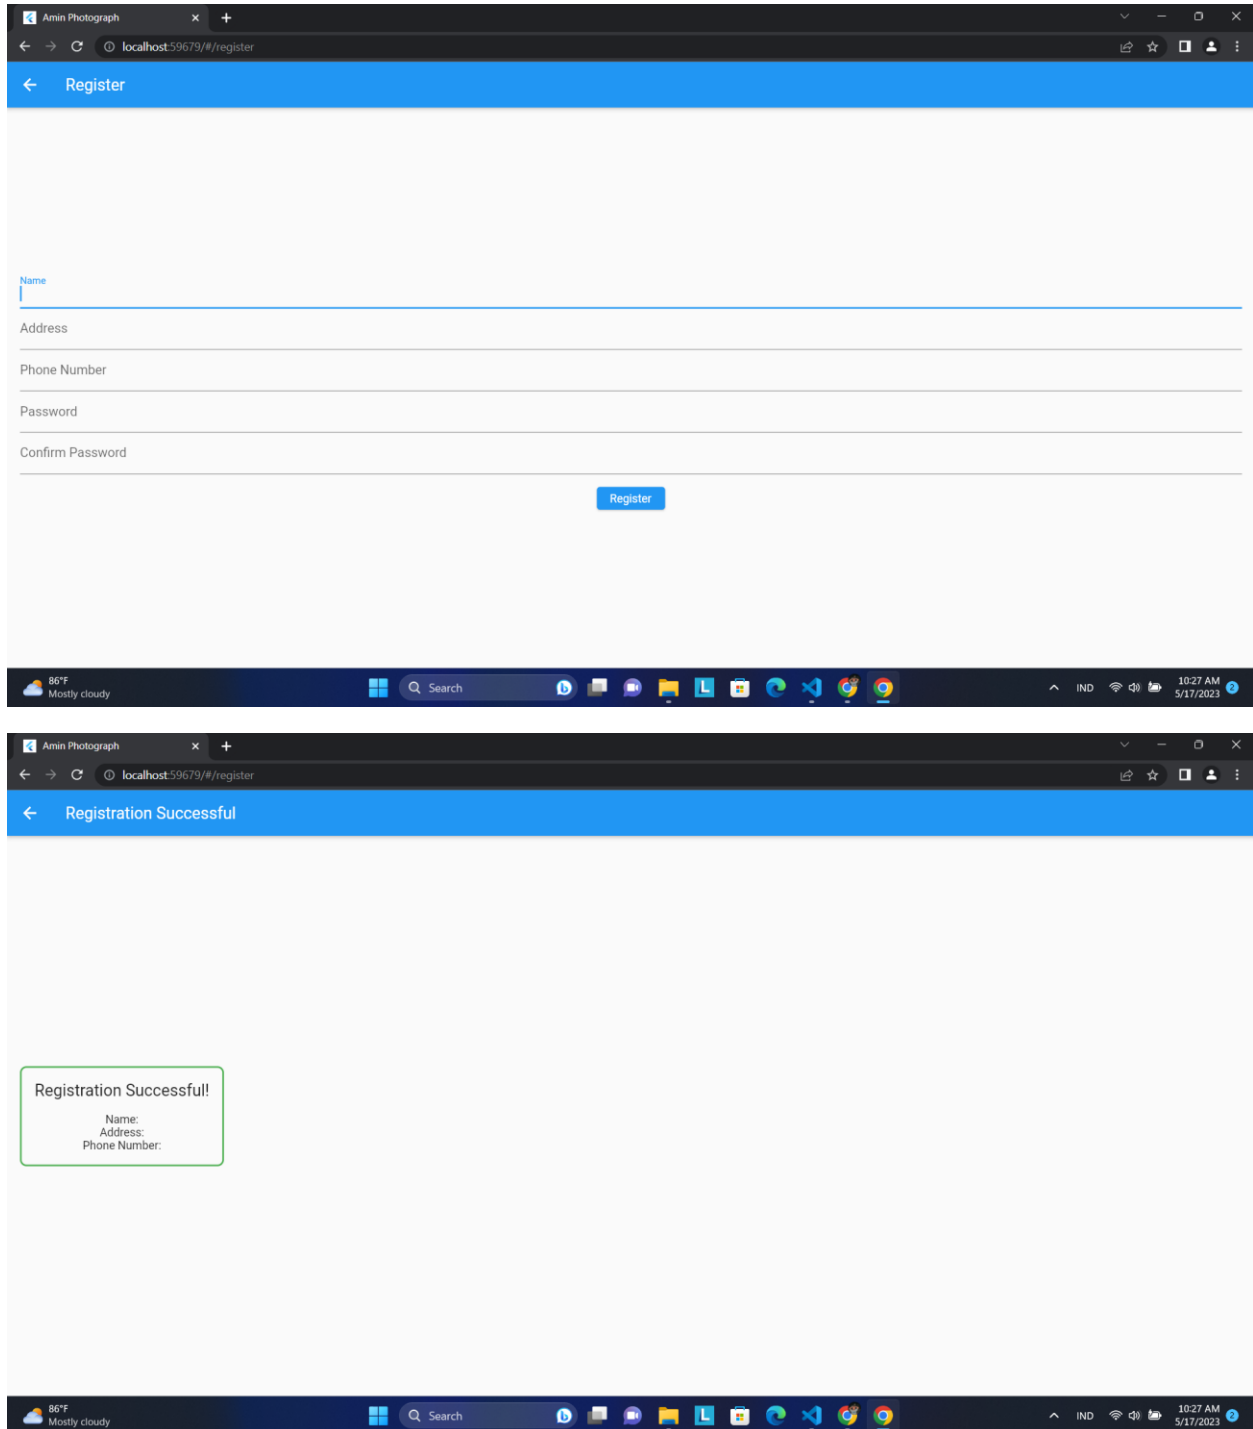 Amin Photograph
localhost:59679/#/register
Register
Name
Address
Phone Number
Password
Confirm Password
Register
86°F
Mostly cloudy
Search
IND
10:27 AM
5/17/2023
2
Amin Photograph
localhost:59679/#/register
Registration Successful
Registration Successful!
Name:
Address:
Phone Number:
86°F
Mostly cloudy
Search
IND
10:27 AM
5/17/2023
2